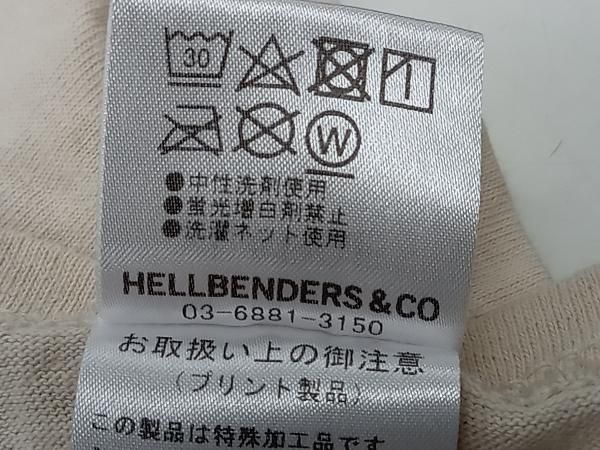 30
W
●中性洗剤使用
●蛍光増白剤禁止
●洗濯ネット使用
HELLBENDERS & CO
03-6881-3150
お取扱い上の御注意
(プリント製品)
この製品は特殊加工品です